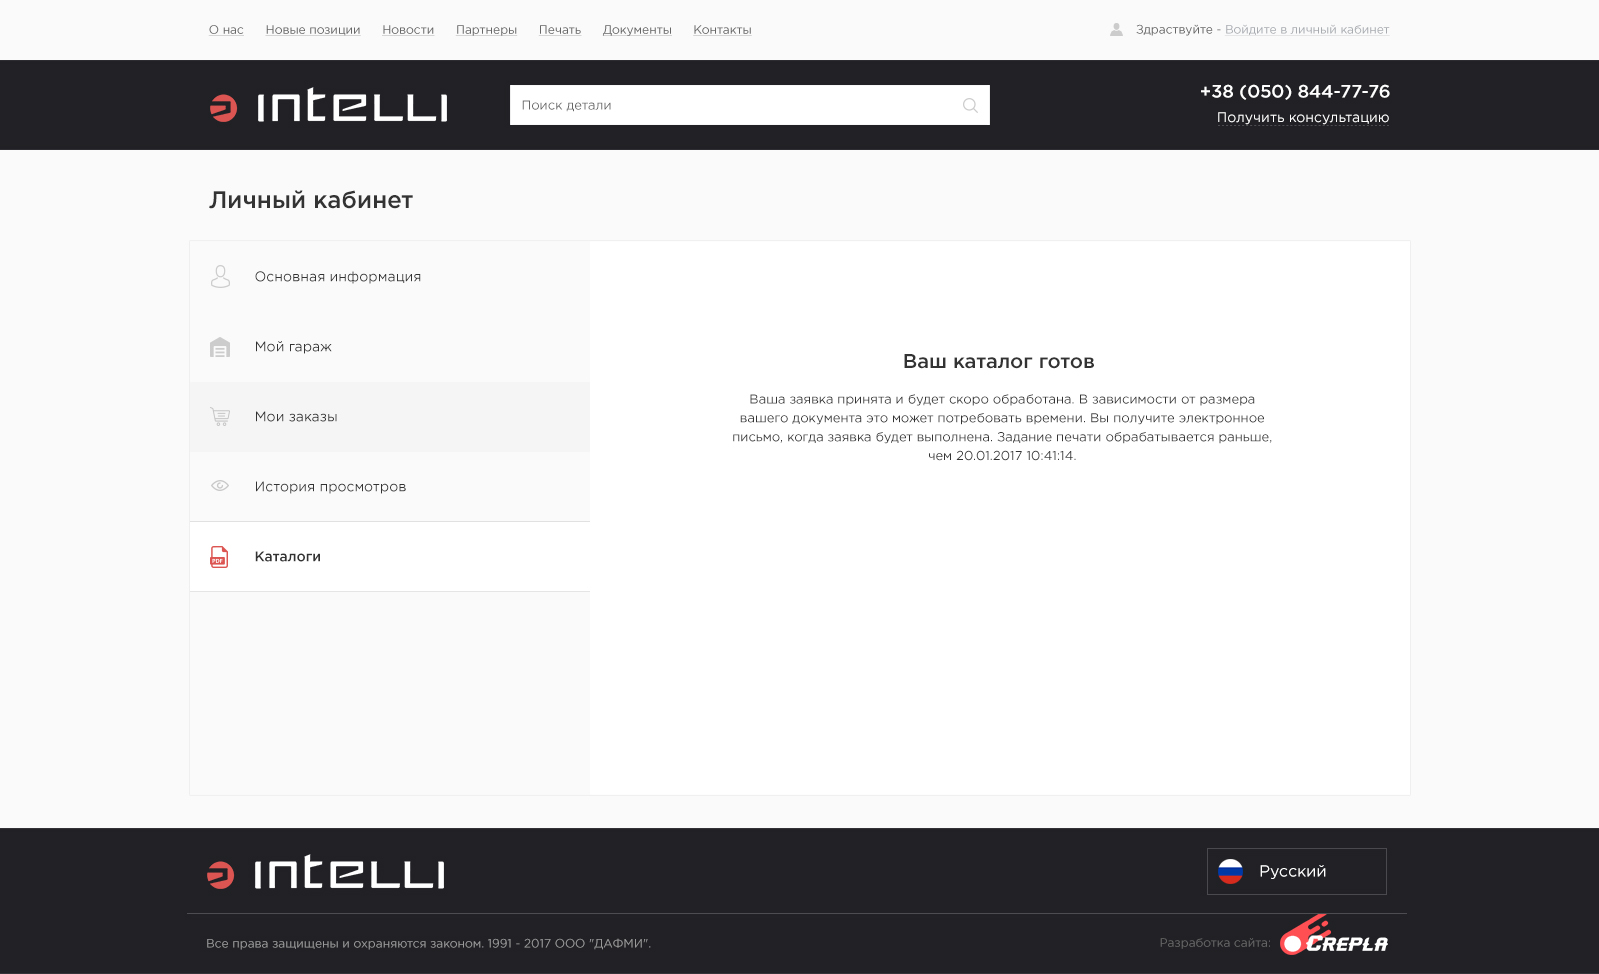 О нас Новые позиции Новости Партнеры Печать Документы Контакты Здраствуйте - Войдите в личный кабинет
INTELLI Поиск детали +38 (050) 844-77-76
Получить консультацию
Личный кабинет
Основная информация
Мой гараж
Мои заказы
История просмотров
PDF Каталоги
Ваш каталог готов
Ваша заявка принята и будет скоро обработана. В зависимости от размера
вашего документа это может потребовать времени. Вы получите электронное
письмо, когда заявка будет выполнена. Задание печати обрабатывается раньше,
чем 20.01.2017 10:41:14.
INTELLI Русский
Все права защищены и охраняются законом. 1991 - 2017 ООО "ДАФМИ". Разработка сайта: CREPLA